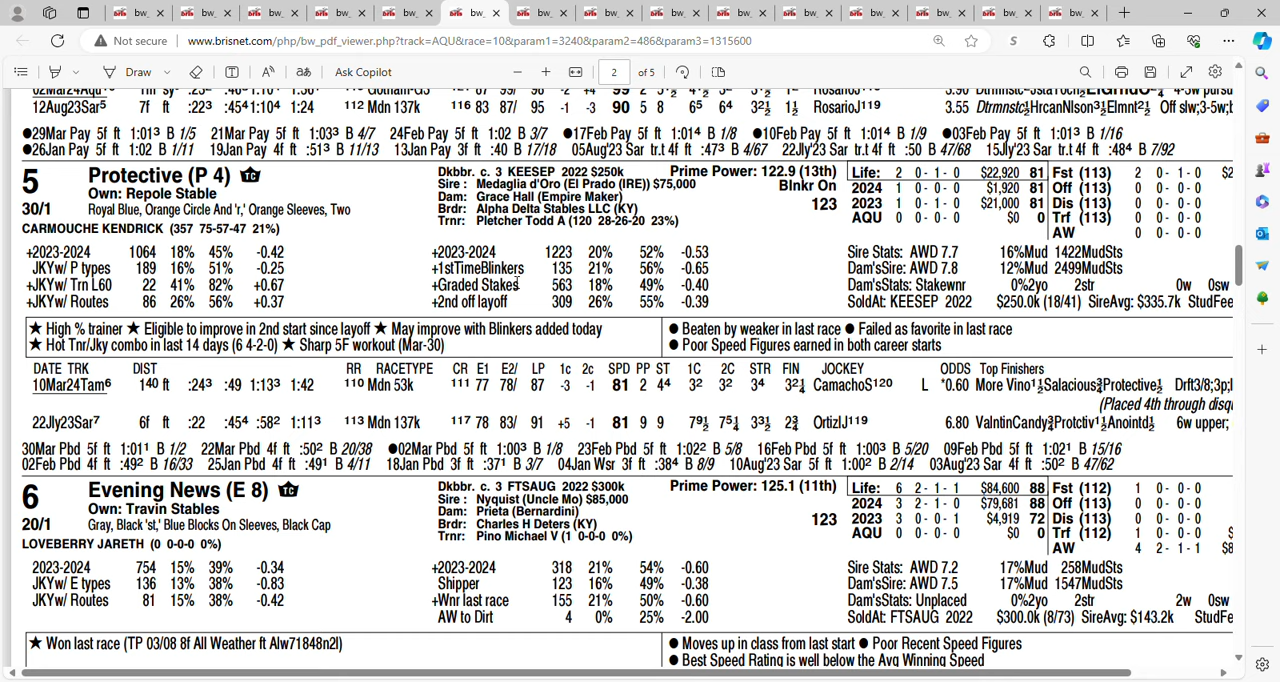 bw_ bw_ bw_ bw_ bw_ bw_ bw_ bw_ bw_ bw_ bw_ bw_ bw_ bw_ bw_
Not secure www.brisnet.com/php/bw_pdf_viewer.php?track=AQU&race=10&param1=3240&param2=486&param3=1315600
Draw Ask Copilot 2 of 5
12Aug23Sar5 7f ft :223 :454 1:104 1:24 112 Mdn 137k 116 83 87/ 95 -1 -3 90 5 8 6⁵ 6⁴ 32½ 1½ RosarioJ119 3.55 Dtrmnstc½HrcanNlson3½Elmnt2½ Off slw;3-5w;b
●29Mar Pay 5f ft 1:013 B 1/5 21Mar Pay 5f ft 1:033 B 4/7 24Feb Pay 5f ft 1:02 B 3/7 ●17Feb Pay 5f ft 1:014 B 1/8 ●10Feb Pay 5f ft 1:014 B 1/9 ●03Feb Pay 5f ft 1:013 B 1/16
●26Jan Pay 5f ft 1:02 B 1/11 19Jan Pay 4f ft :513 B 11/13 13Jan Pay 3f ft :40 B 17/18 05Aug'23 Sar tr.t 4f ft :473 B 4/67 22Jly'23 Sar tr.t 4f ft :50 B 47/68 15Jly'23 Sar tr.t 4f ft :484 B 7/92
5 Protective (P 4) TC
Own: Repole Stable
30/1 Royal Blue, Orange Circle And 'r,' Orange Sleeves, Two
CARMOUCHE KENDRICK (357 75-57-47 21%)
Dkbbr. c. 3 KEESEP 2022 $250k
Sire : Medaglia d'Oro (El Prado (IRE)) $75,000
Dam: Grace Hall (Empire Maker)
Brdr: Alpha Delta Stables LLC (KY)
Trnr: Pletcher Todd A (120 28-26-20 23%)
Prime Power: 122.9 (13th)
Blnkr On
123
Life: 2 0- 1- 0 $22,920 81 Fst (113) 2 0- 1- 0 $2
2024 1 0- 0- 0 $1,920 81 Off (113) 0 0- 0- 0
2023 1 0- 1- 0 $21,000 81 Dis (113) 0 0- 0- 0
AQU 0 0- 0- 0 $0 0 Trf (113) 0 0- 0- 0
AW 0 0- 0- 0
+2023-2024 1064 18% 45% -0.42 +2023-2024 1223 20% 52% -0.53 Sire Stats: AWD 7.7 16%Mud 1422MudSts
JKYw/ P types 189 16% 51% -0.25 +1stTimeBlinkers 135 21% 56% -0.65 Dam'sSire: AWD 7.8 12%Mud 2499MudSts
+JKYw/ Trn L60 22 41% 82% +0.67 +Graded Stakes 563 18% 49% -0.40 Dam'sStats: Stakewnr 0%2yo 2str 0w 0sw
+JKYw/ Routes 86 26% 56% +0.37 +2nd off layoff 309 26% 55% -0.39 SoldAt: KEESEP 2022 $250.0k (18/41) SireAvg: $335.7k StudFee
★ High % trainer ★ Eligible to improve in 2nd start since layoff ★ May improve with Blinkers added today
★ Hot Trn/Jky combo in last 14 days (6 4-2-0) ★ Sharp 5F workout (Mar-30)
● Beaten by weaker in last race ● Failed as favorite in last race
● Poor Speed Figures earned in both career starts
DATE TRK DIST RR RACETYPE CR E1 E2/ LP 1c 2c SPD PP ST 1C 2C STR FIN JOCKEY ODDS Top Finishers
10Mar24Tam6 140 ft :243 :49 1:133 1:42 110 Mdn 53k 111 77 78/ 87 -3 -1 81 2 44 32 32 34 32¼ CamachoS120 L *0.60 More Vino1½Salacious¾Protective½ Drft3/8;3p;l
(Placed 4th through disqu
22Jly23Sar7 6f ft :22 :454 :582 1:113 113 Mdn 137k 117 78 83/ 91 +5 -1 81 9 9 79½ 75¼ 33½ 2¾ OrtizIJ119 6.80 ValntinCandy¾Protctiv1½Anointd½ 6w upper;
30Mar Pbd 5f ft 1:011 B 1/2 22Mar Pbd 4f ft :502 B 20/38 ●02Mar Pbd 5f ft 1:003 B 1/8 23Feb Pbd 5f ft 1:022 B 5/8 16Feb Pbd 5f ft 1:003 B 5/20 09Feb Pbd 5f ft 1:021 B 15/16
02Feb Pbd 4f ft :492 B 16/33 25Jan Pbd 4f ft :491 B 4/11 18Jan Pbd 3f ft :371 B 3/7 04Jan Wsr 3f ft :384 B 8/9 10Aug'23 Sar 5f ft 1:002 B 2/14 03Aug'23 Sar 4f ft :502 B 47/62
6 Evening News (E 8) TC
Own: Travin Stables
20/1 Gray, Black 'st,' Blue Blocks On Sleeves, Black Cap
LOVEBERRY JARETH (0 0-0-0 0%)
Dkbbr. c. 3 FTSAUG 2022 $300k
Sire : Nyquist (Uncle Mo) $85,000
Dam: Prieta (Bernardini)
Brdr: Charles H Deters (KY)
Trnr: Pino Michael V (1 0-0-0 0%)
Prime Power: 125.1 (11th)
123
Life: 6 2- 1- 1 $84,600 88 Fst (112) 1 0- 0- 0
2024 3 2- 1- 0 $79,681 88 Off (113) 0 0- 0- 0
2023 3 0- 0- 1 $4,919 72 Dis (113) 0 0- 0- 0
AQU 0 0- 0- 0 $0 0 Trf (112) 1 0- 0- 0 $
AW 4 2- 1- 1 $8
2023-2024 754 15% 39% -0.34 +2023-2024 318 21% 54% -0.60 Sire Stats: AWD 7.2 17%Mud 258MudSts
JKYw/ E types 136 13% 38% -0.83 Shipper 123 16% 49% -0.38 Dam'sSire: AWD 7.5 17%Mud 1547MudSts
JKYw/ Routes 81 15% 38% -0.42 +Wnr last race 155 21% 50% -0.60 Dam'sStats: Unplaced 0%2yo 2str 2w 0sw
AW to Dirt 4 0% 25% -2.00 SoldAt: FTSAUG 2022 $300.0k (8/73) SireAvg: $143.2k StudFe
★ Won last race (TP 03/08 8f All Weather ft Alw71848n2l)
● Moves up in class from last start ● Poor Recent Speed Figures
● Best Speed Rating is well below the Avg Winning Speed